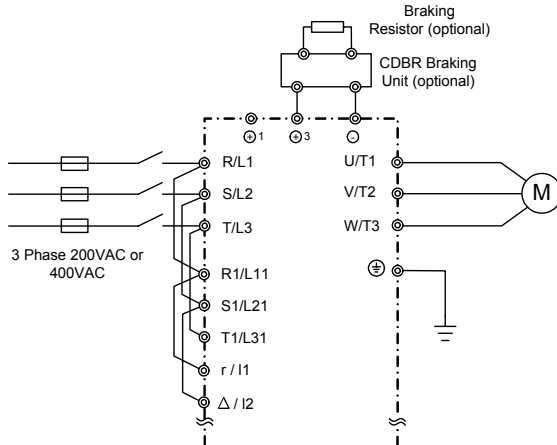 Braking
Resistor (optional)
CDBR Braking
Unit (optional)
⊕1
⊕3
⊖
R/L1
U/T1
S/L2
V/T2
M
T/L3
W/T3
3 Phase 200VAC or
400VAC
R1/L11
S1/L21
T1/L31
r / l1
Δ / l2